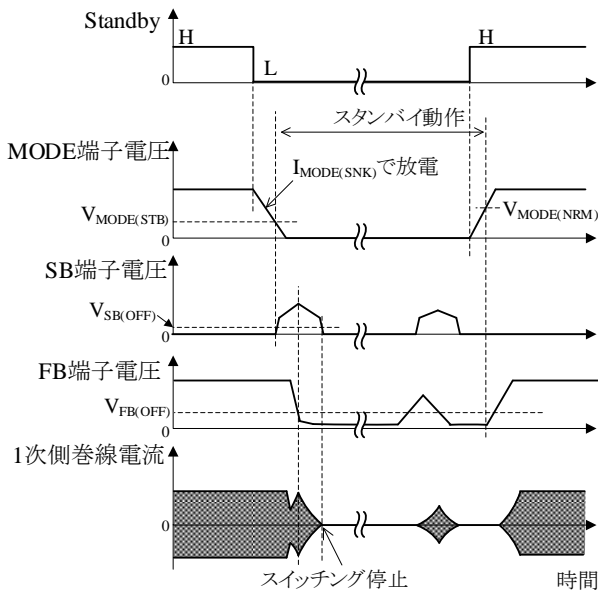 Standby
H
H
L
0
スタンバイ動作
MODE端子電圧
I_MODE(SNK)で放電
V_MODE(STB)
V_MODE(NRM)
0
SB端子電圧
V_SB(OFF)
0
FB端子電圧
V_FB(OFF)
0
1次側巻線電流
0
スイッチング停止
時間